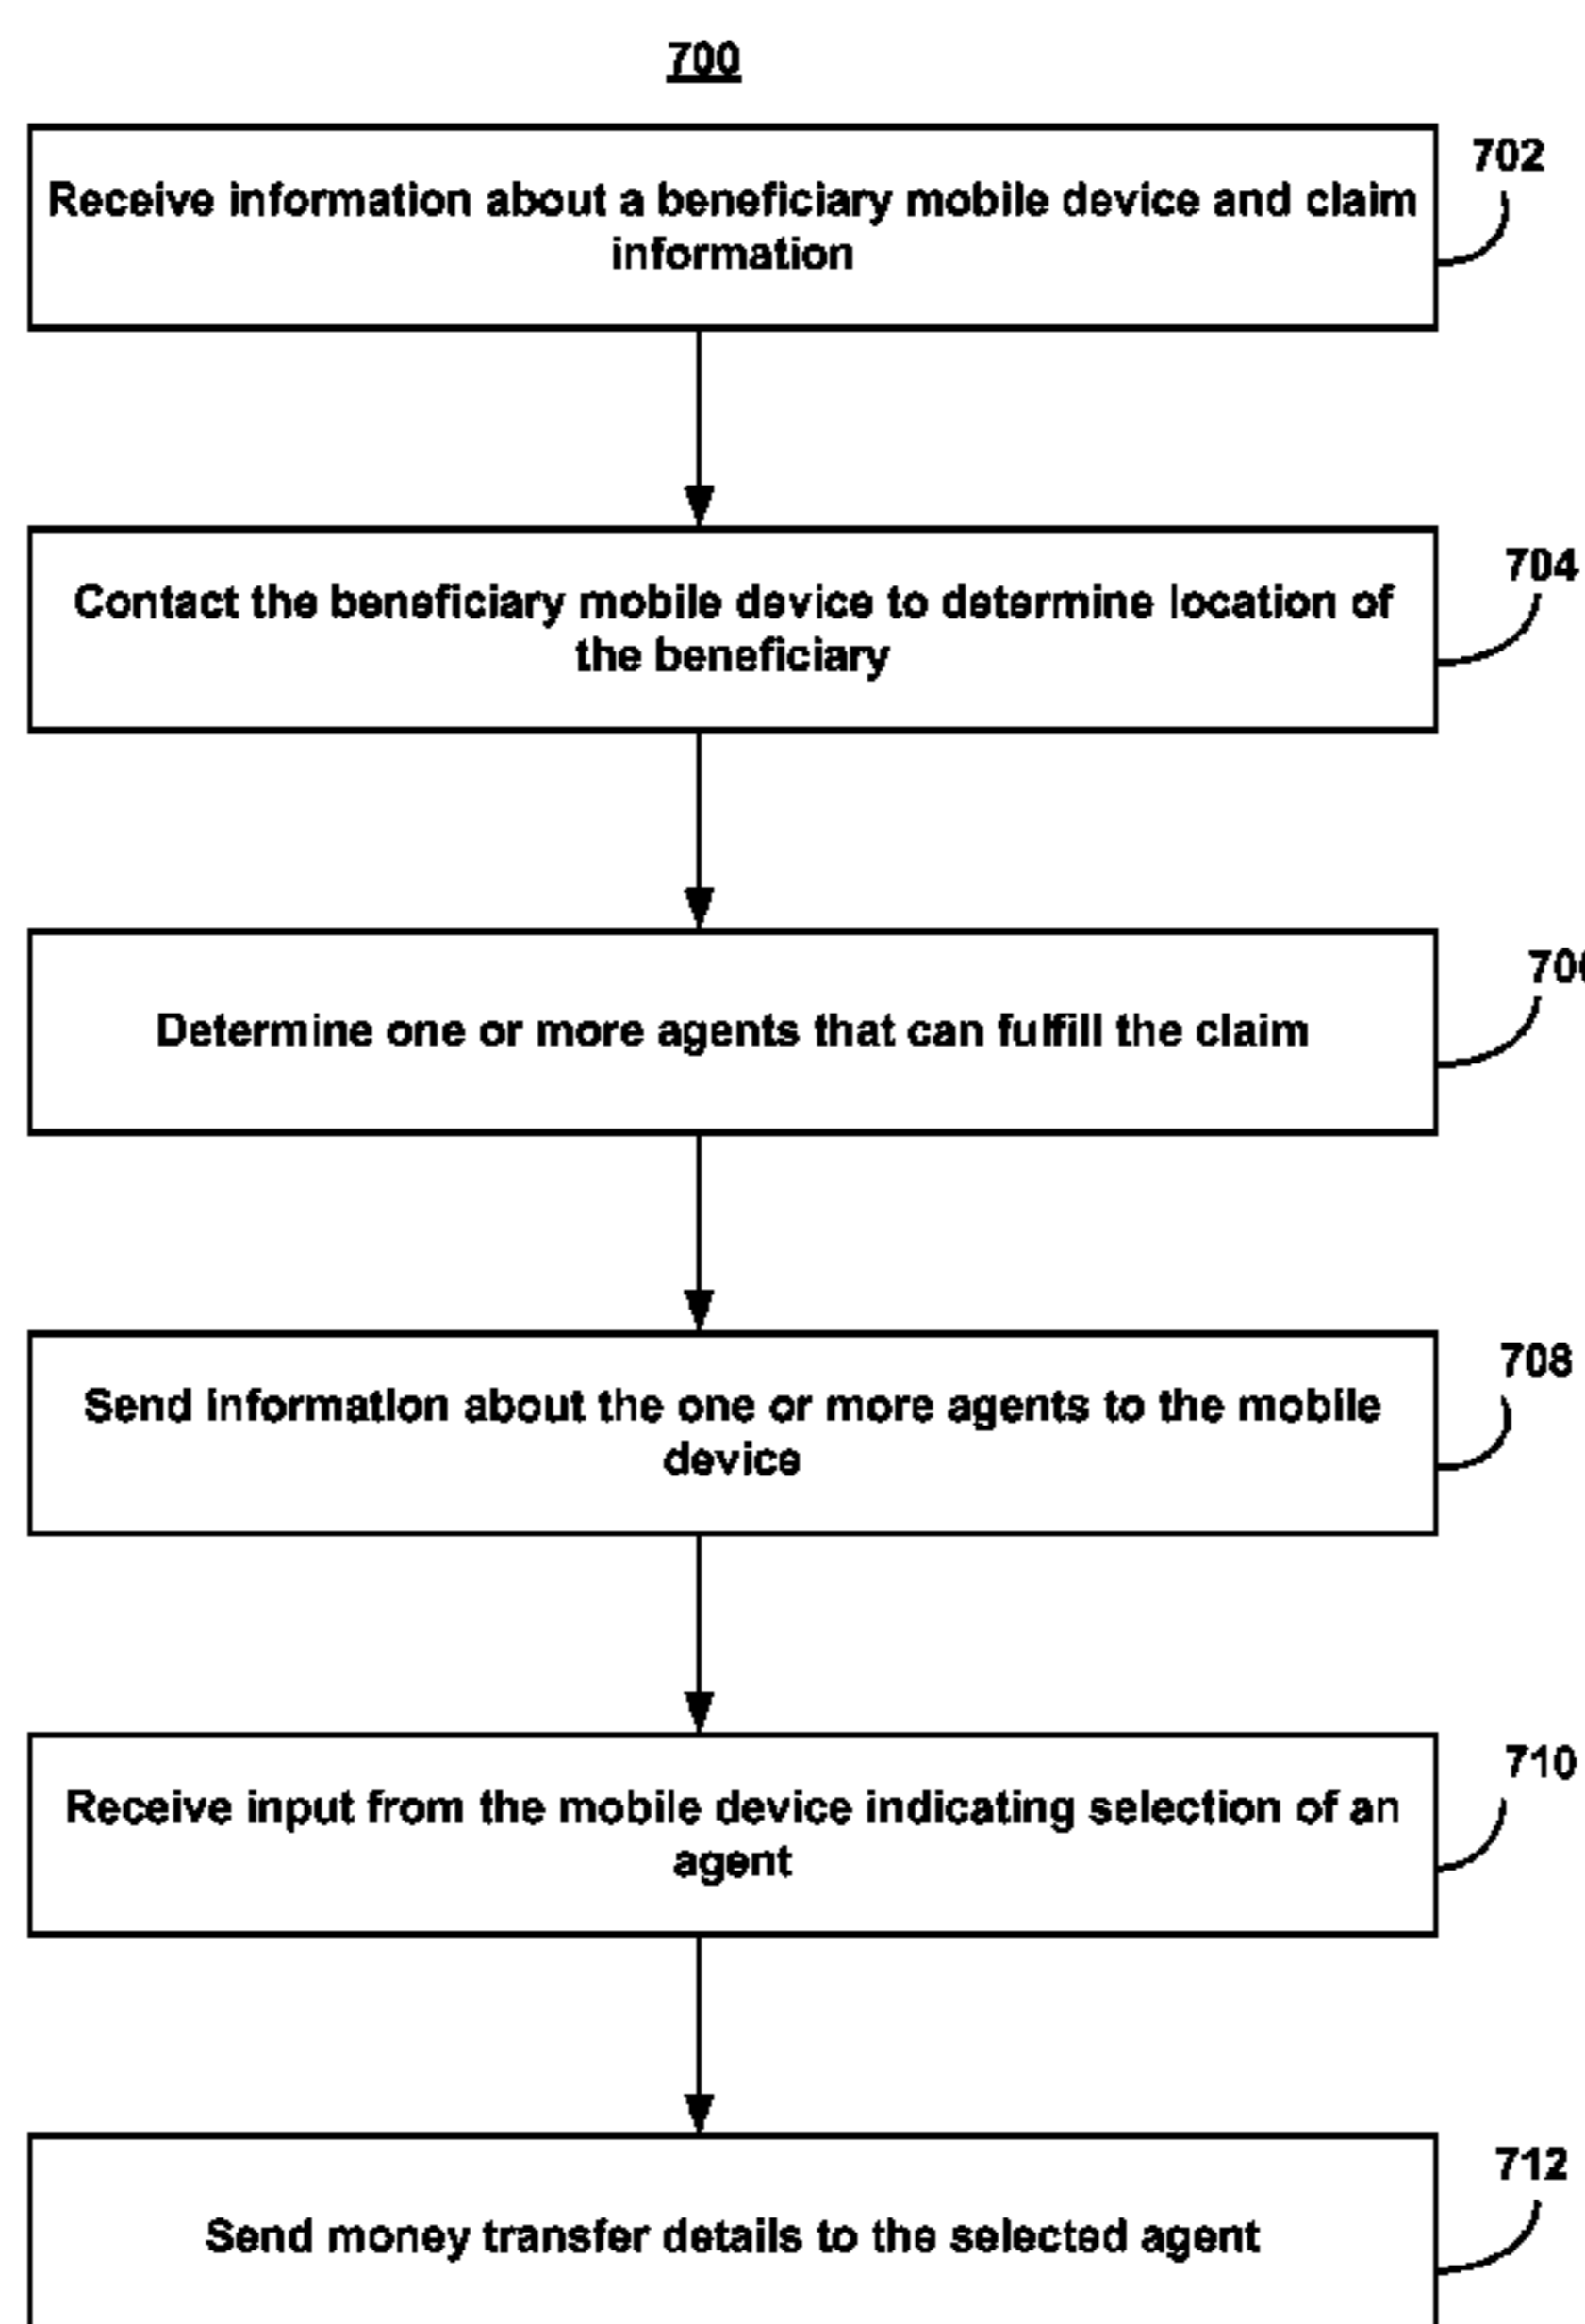 700
Receive information about a beneficiary mobile device and claim
information
702
Contact the beneficiary mobile device to determine location of
the beneficiary
704
Determine one or more agents that can fulfill the claim
Send information about the one or more agents to the mobile
device
708
Receive input from the mobile device indicating selection of an
agent
710
Send money transfer details to the selected agent
712